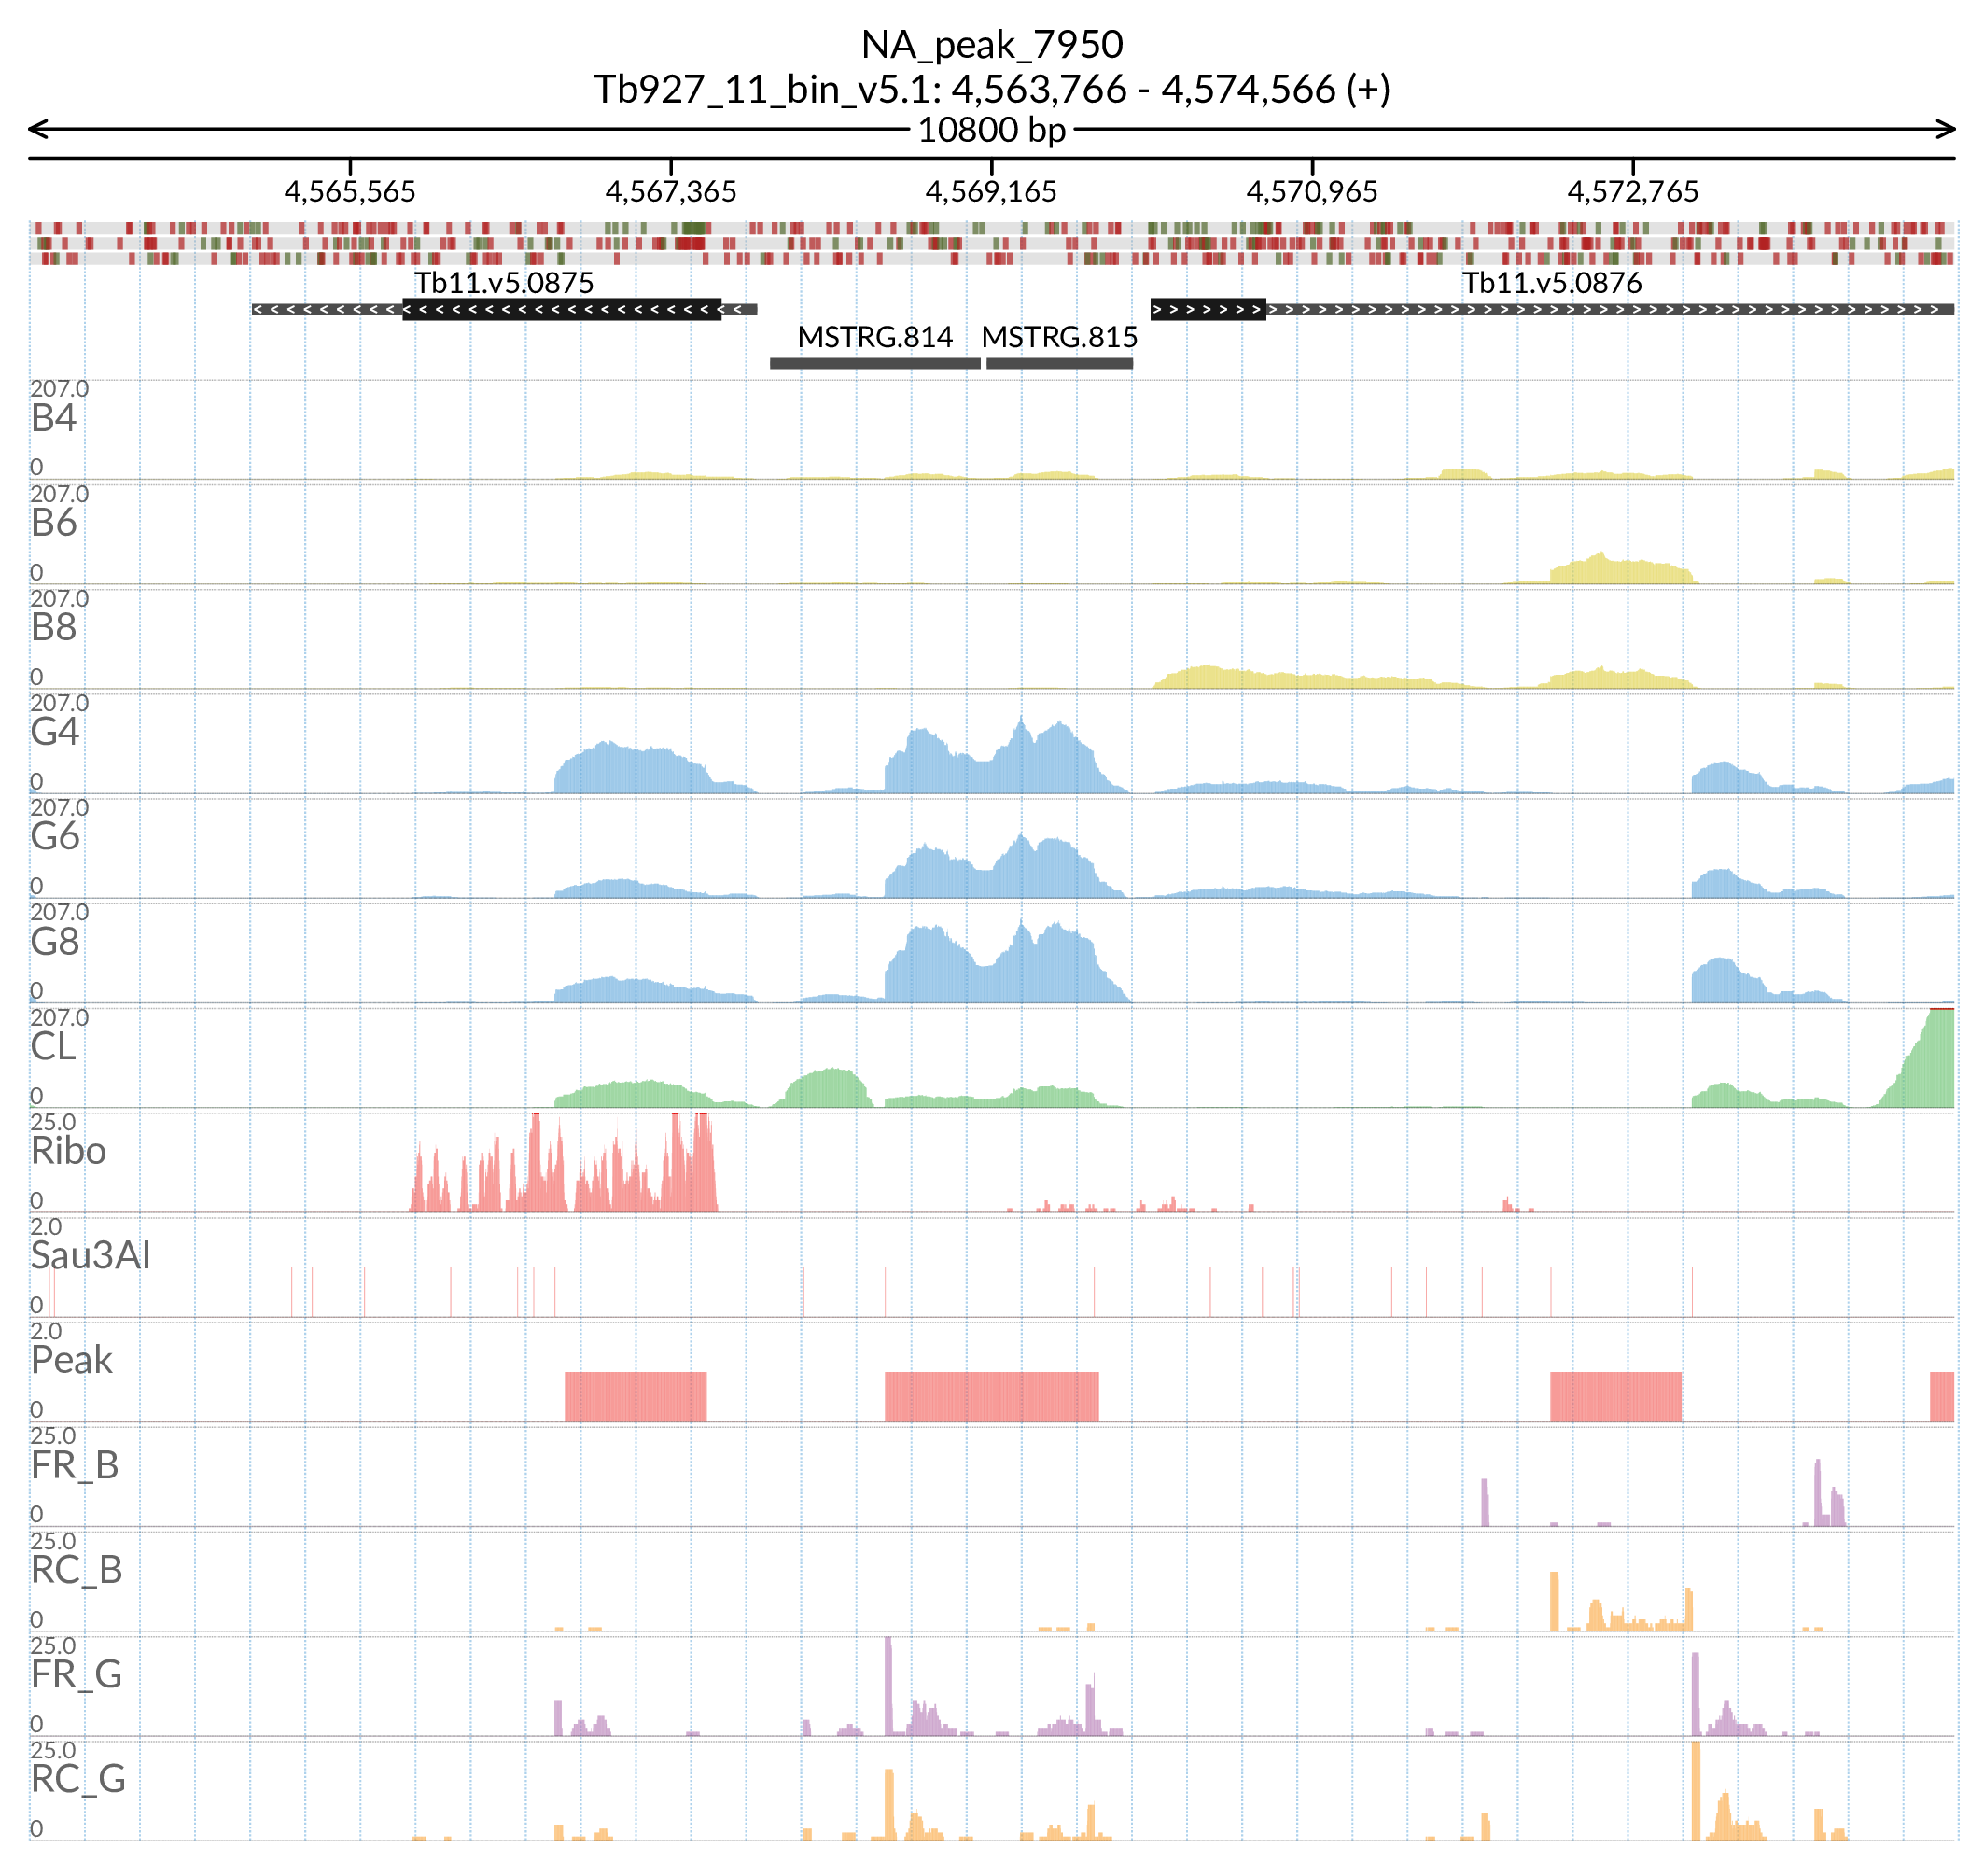 NA_peak_7950
Tb927_11_bin_v5.1: 4,563,766 - 4,574,566 (+)
10800 bp
4,565,565 4,567,365 4,569,165 4,570,965 4,572,765
Tb11.v5.0875 Tb11.v5.0876
MSTRG.814 MSTRG.815
207.0
B4
0
207.0
B6
0
207.0
B8
0
207.0
G4
0
207.0
G6
0
207.0
G8
0
207.0
CL
0
25.0
Ribo
0
2.0
Sau3AI
0
2.0
Peak
0
25.0
FR_B
0
25.0
RC_B
0
25.0
FR_G
0
25.0
RC_G
0